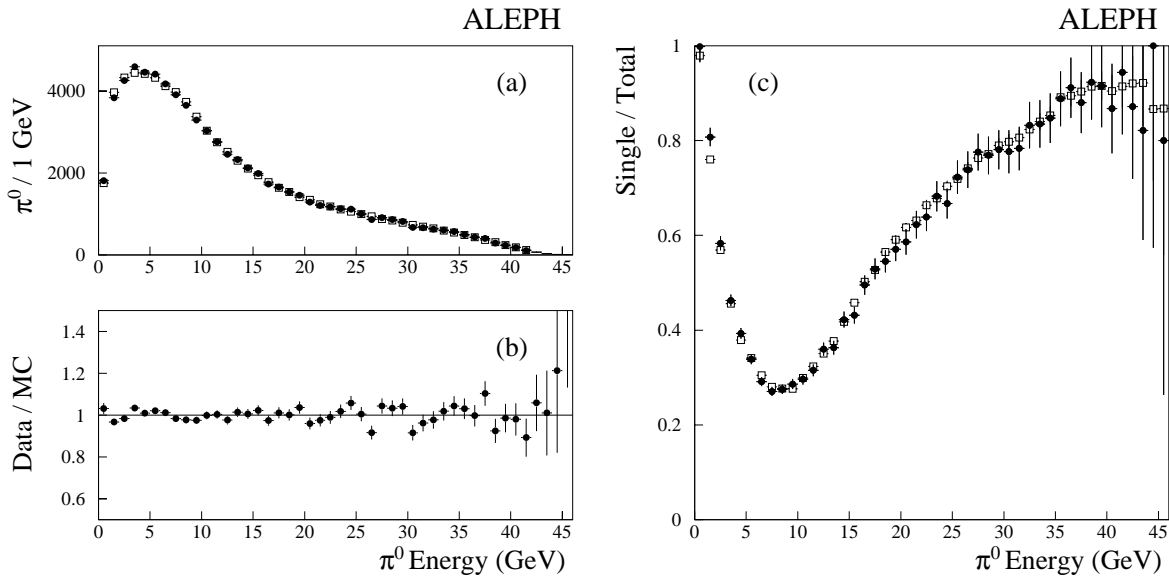 ALEPH
(a)
π⁰ / 1 GeV
4000
2000
0
0 5 10 15 20 25 30 35 40 45
(b)
Data / MC
1.4
1.2
1
0.8
0.6
0 5 10 15 20 25 30 35 40 45
π⁰ Energy (GeV)
ALEPH
(c)
Single / Total
1
0.8
0.6
0.4
0.2
0
0 5 10 15 20 25 30 35 40 45
π⁰ Energy (GeV)